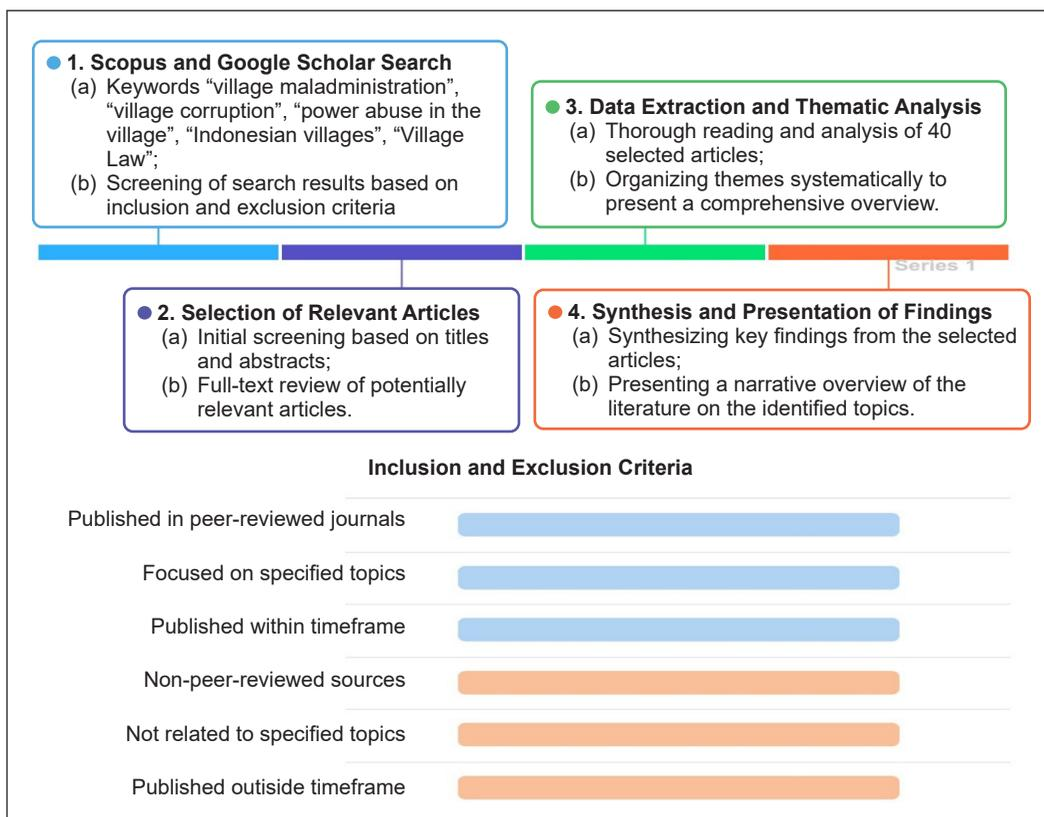 1. Scopus and Google Scholar Search
(a) Keywords “village maladministration”,
“village corruption”, “power abuse in the
village”, “Indonesian villages”, “Village
Law”;
(b) Screening of search results based on
inclusion and exclusion criteria
3. Data Extraction and Thematic Analysis
(a) Thorough reading and analysis of 40
selected articles;
(b) Organizing themes systematically to
present a comprehensive overview.
Series 1
2. Selection of Relevant Articles
(a) Initial screening based on titles
and abstracts;
(b) Full-text review of potentially
relevant articles.
4. Synthesis and Presentation of Findings
(a) Synthesizing key findings from the selected
articles;
(b) Presenting a narrative overview of the
literature on the identified topics.
Inclusion and Exclusion Criteria
Published in peer-reviewed journals
Focused on specified topics
Published within timeframe
Non-peer-reviewed sources
Not related to specified topics
Published outiside timeframe